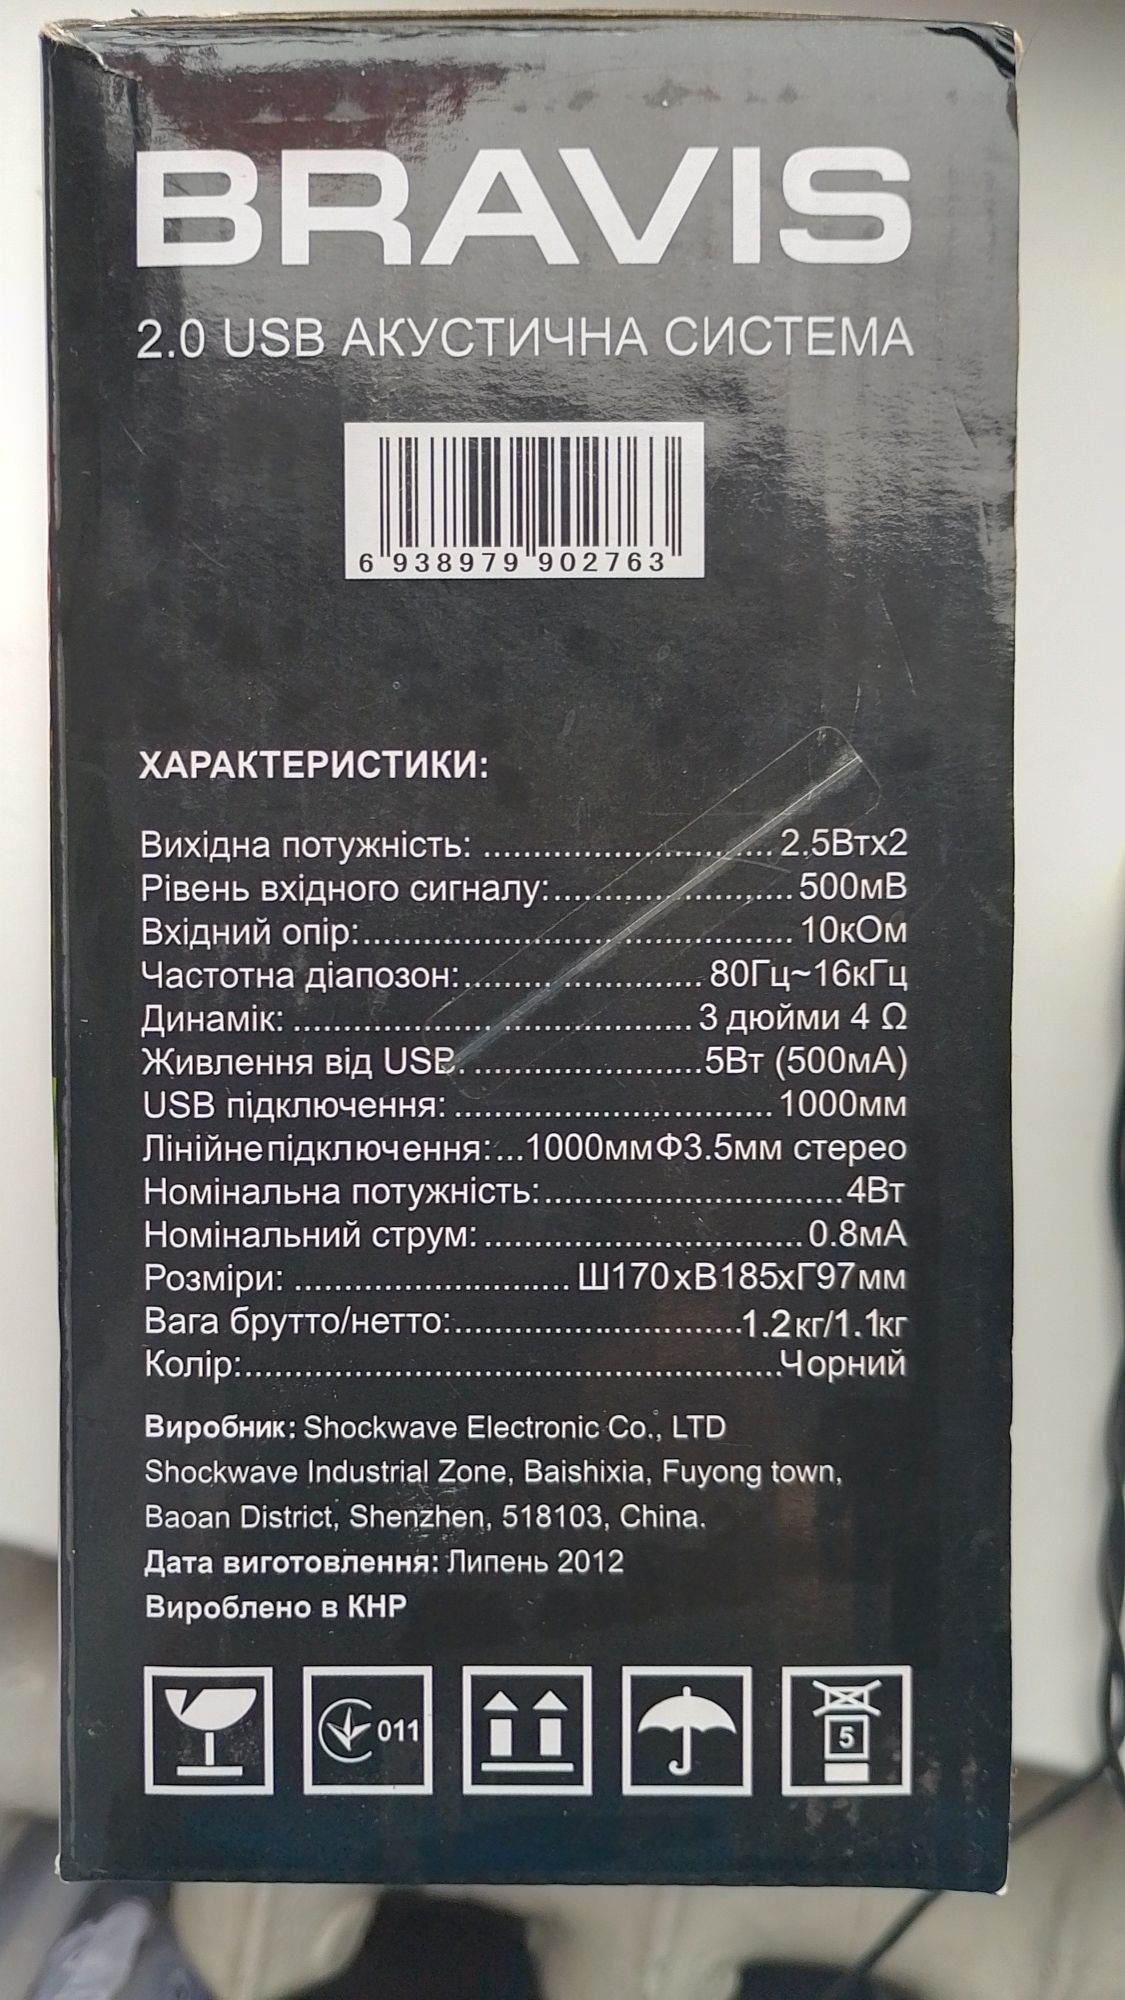 BRAVIS
2.0 USB АКУСТИЧНА СИСТЕМА
6 938979 902763
ХАРАКТЕРИСТИКИ:
Вихідна потужність: ............................. 2.5Втх2
Рівень вхідного сигналу:........................ 500мВ
Вхідний опір:........................................... 10кОм
Частотна діапозон:........................ 80Гц~16кГц
Динамік: ........................................ 3 дюйми 4 Ω
Живлення від USB: .......................5Вт (500мА)
USB підключення: ................................ 1000мм
Лінійне підключення:...1000ммФ3.5мм стерео
Номінальна потужність:..............................4Вт
Номінальний струм: ................................ 0.8мА
Розміри: ............................ Ш170хВ185хГ97мм
Вага брутто/нетто:.............................1.2кг/1.1кг
Колір:......................................................Чорний
Виробник: Shockwave Electronic Co., LTD
Shockwave Industrial Zone, Baishixia, Fuyong town,
Baoan District, Shenzhen, 518103, China.
Дата виготовлення: Липень 2012
Вироблено в КНР
011
5